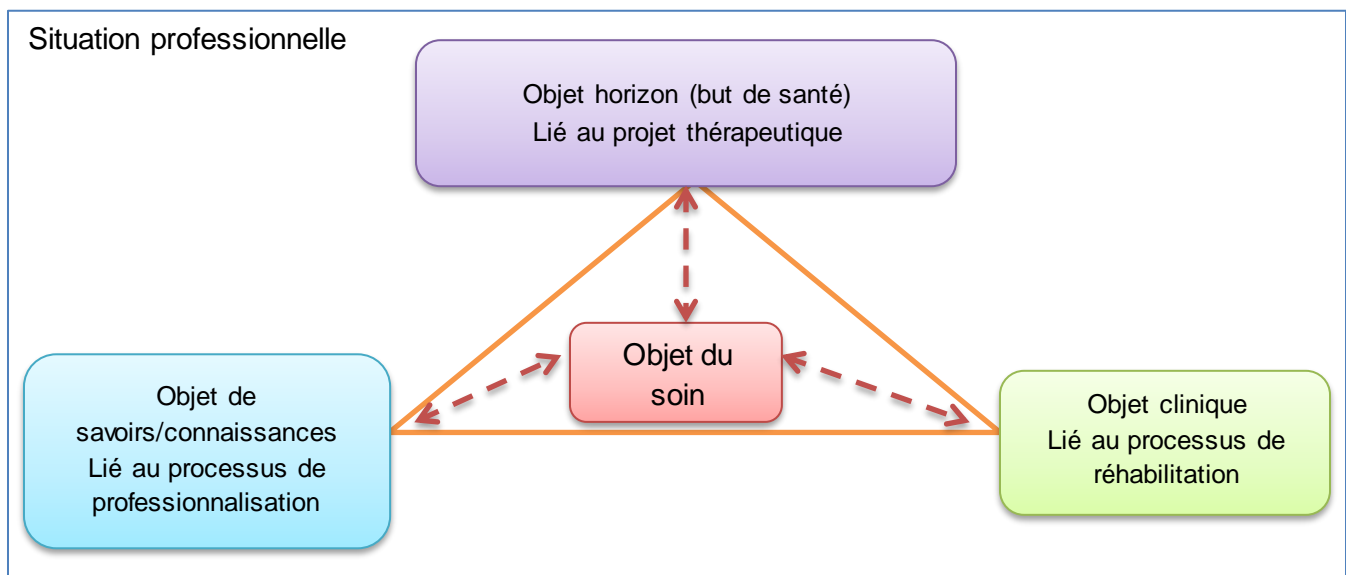 Situation professionnelle
Objet horizon (but de santé)
Lié au projet thérapeutique
Objet du
soin
Objet de
savoirs/connaissances
Lié au processus de
professionnalisation
Objet clinique
Lié au processus de
réhabilitation